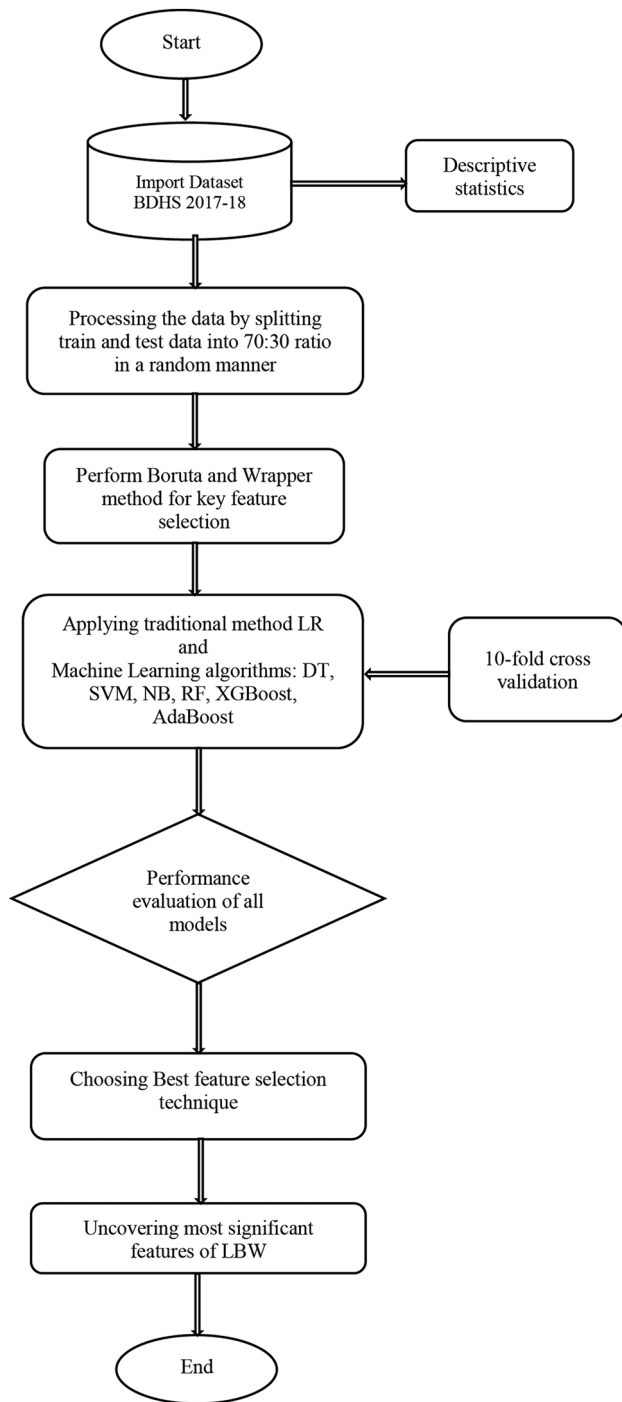 Start
Import Dataset
BDHS 2017-18
Descriptive
statistics
Processing the data by splitting
train and test data into 70:30 ratio
in a random manner
Perform Boruta and Wrapper
method for key feature
selection
Applying traditional method LR
and
Machine Learning algorithms: DT,
SVM, NB, RF, XGBoost,
AdaBoost
10-fold cross
validation
Performance
evaluation of all
models
Choosing Best feature selection
technique
Uncovering most significant
features of LBW
End